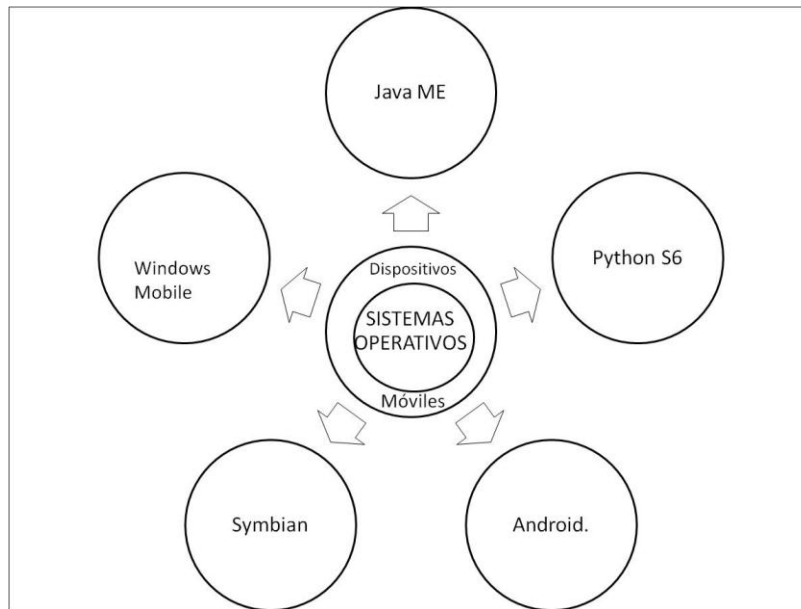 Java ME
Windows
Mobile
Dispositivos
SISTEMAS
OPERATIVOS
Móviles
Python S6
Symbian
Android.